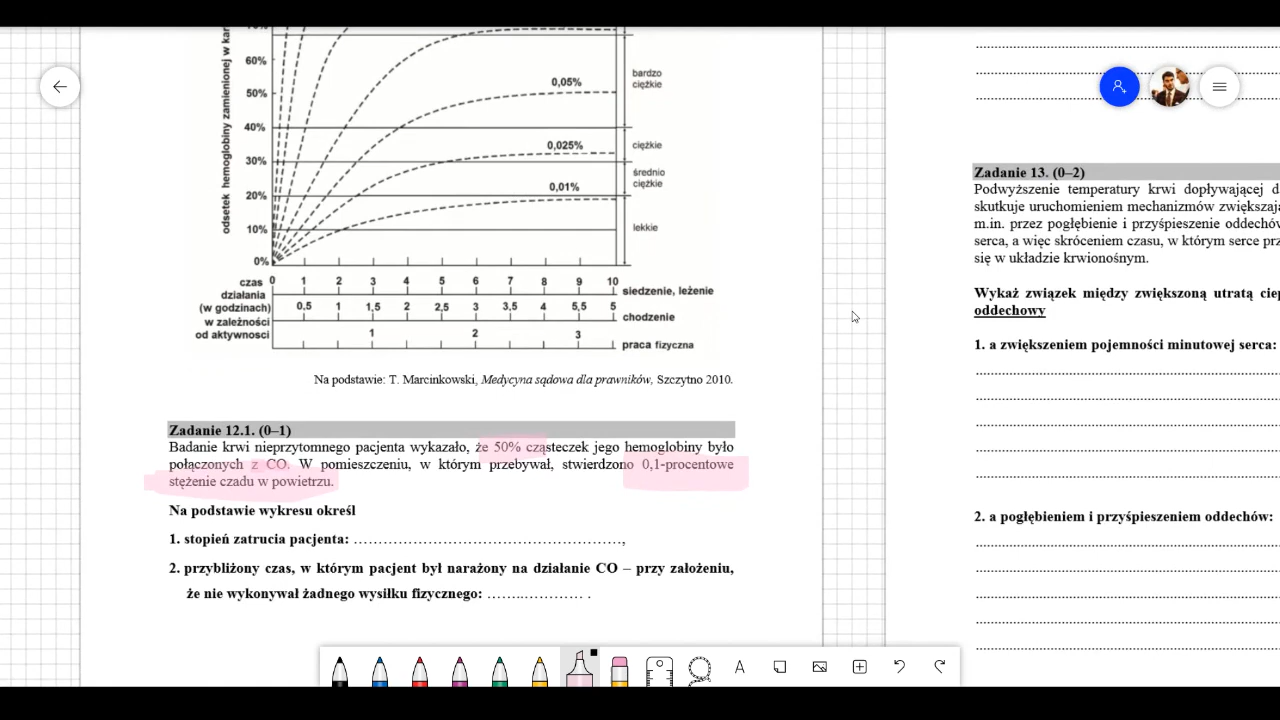 odsetek hemoglobiny zamienionej w kar
60%
50%
40%
30%
20%
10%
0%
0,05%
0,025%
0,01%
bardzo
ciężkie
ciężkie
średnio
ciężkie
lekkie
czas 0 1 2 3 4 5 6 7 8 9 10 siedzenie, leżenie
działania
(w godzinach) 0,5 1 1,5 2 2,5 3 3,5 4 5,5 5 chodzenie
w zależności
od aktywnosci 1 2 3 praca fizyczna
Na podstawie: T. Marcinkowski, Medycyna sądowa dla prawników, Szczytno 2010.
Zadanie 12.1. (0–1)
Badanie krwi nieprzytomnego pacjenta wykazało, że 50% cząsteczek jego hemoglobiny było
połączonych z CO. W pomieszczeniu, w którym przebywał, stwierdzono 0,1-procentowe
stężenie czadu w powietrzu.
Na podstawie wykresu określ
1. stopień zatrucia pacjenta: ……………………………………………,
2. przybliżony czas, w którym pacjent był narażony na działanie CO – przy założeniu,
że nie wykonywał żadnego wysiłku fizycznego: ………………… .
Zadanie 13. (0–2)
Podwyższenie temperatury krwi dopływającej d
skutkuje uruchomieniem mechanizmów zwiększają
m.in. przez pogłębienie i przyśpieszenie oddechów
serca, a więc skróceniem czasu, w którym serce prz
się w układzie krwionośnym.
Wykaż związek między zwiększoną utratą ciep
oddechowy
1. a zwiększeniem pojemności minutowej serca:
2. a pogłębieniem i przyśpieszeniem oddechów:
A